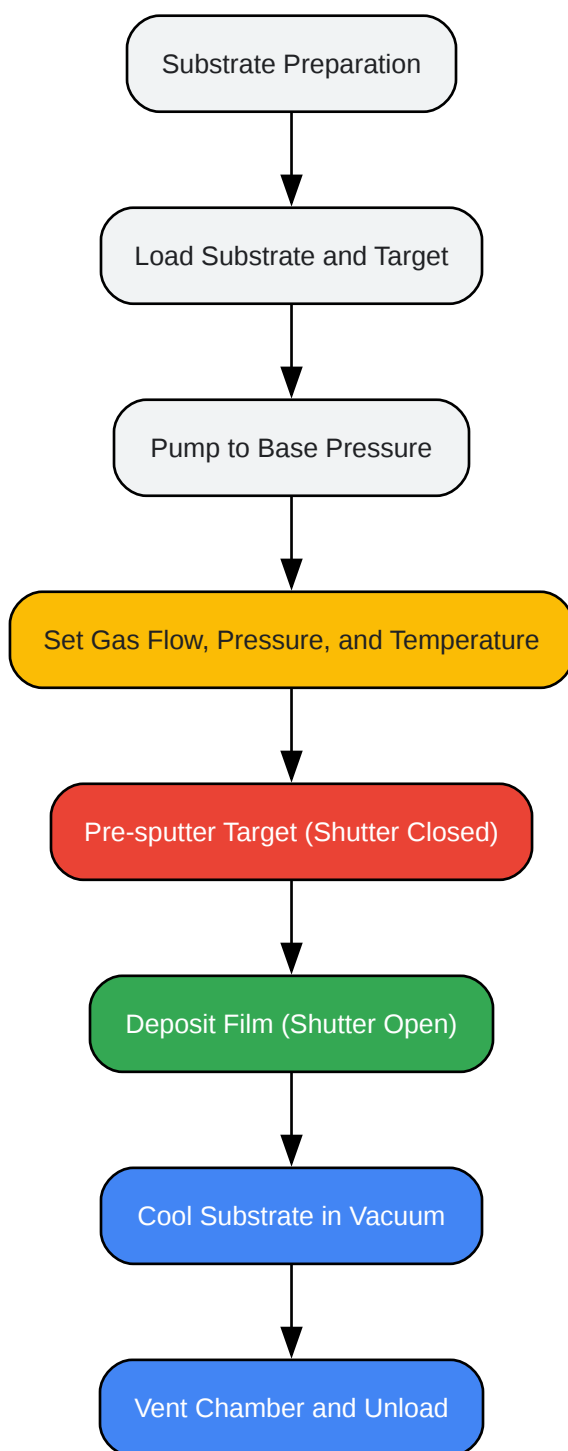 Substrate Preparation
Load Substrate and Target
Pump to Base Pressure
Set Gas Flow, Pressure, and Temperature
Pre-sputter Target (Shutter Closed)
Deposit Film (Shutter Open)
Cool Substrate in Vacuum
Vent Chamber and Unload